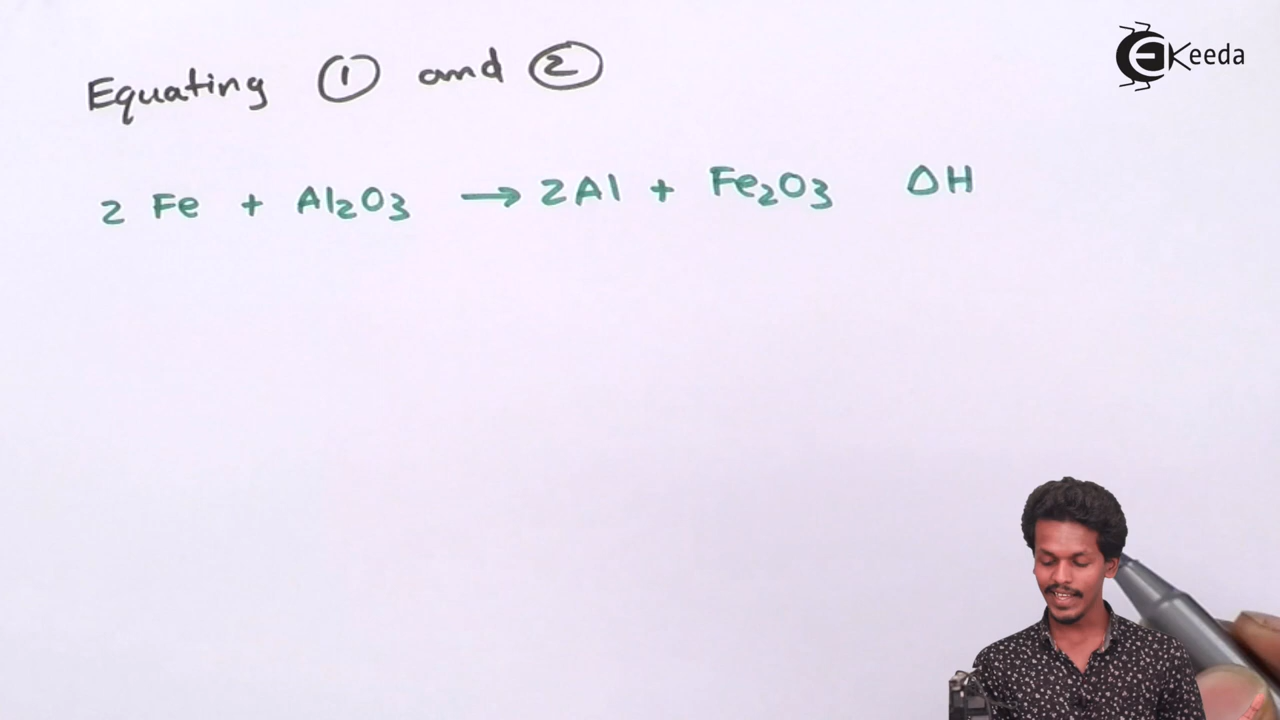 Equating ① and ②
EKeeda
2 Fe + Al₂O₃ → 2Al + Fe₂O₃ ΔH